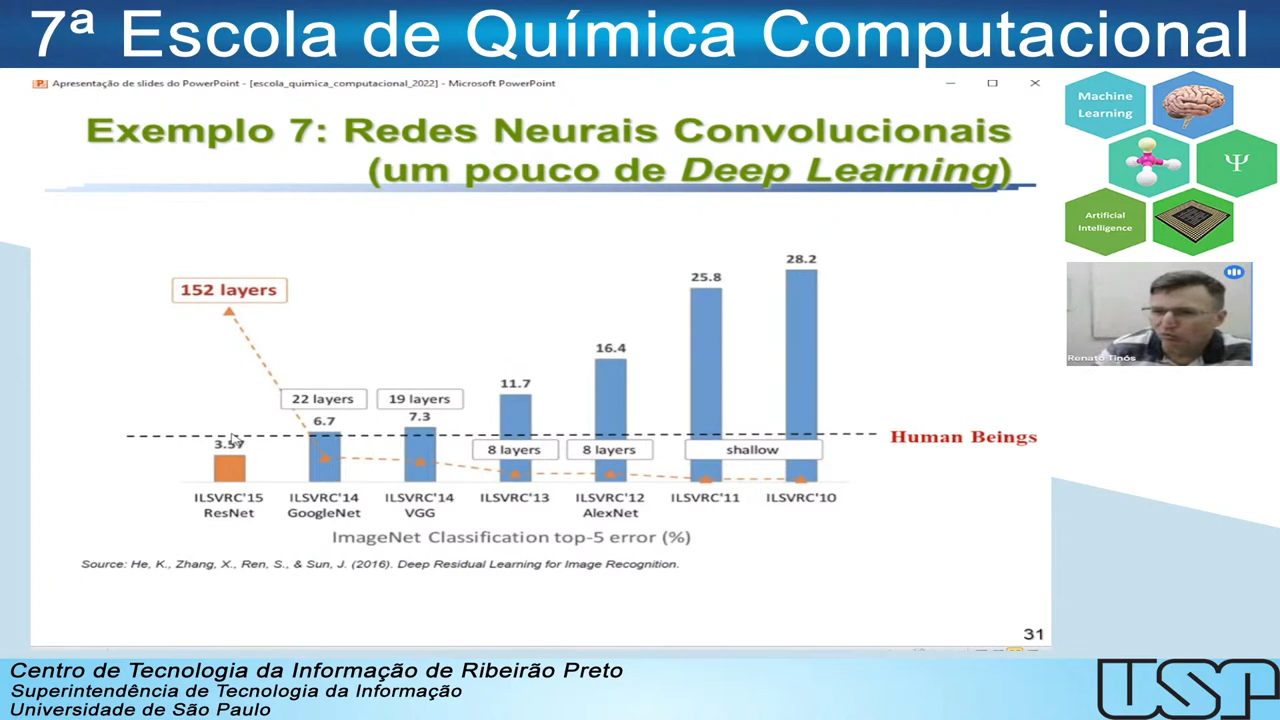 7ª Escola de Química Computacional
Apresentação de slides do PowerPoint - [escola_quimica_computacional_2022] - Microsoft PowerPoint
Machine
Learning
Ψ
Artificial
Intelligence
Renato Tinós
Exemplo 7: Redes Neurais Convolucionais
(um pouco de Deep Learning)
28.2
25.8
152 layers
16.4
11.7
22 layers
19 layers
6.7
7.3
Human Beings
3.57
8 layers
8 layers
shallow
ILSVRC'15
ResNet
ILSVRC'14
GoogleNet
ILSVRC'14
VGG
ILSVRC'13
ILSVRC'12
AlexNet
ILSVRC'11
ILSVRC'10
ImageNet Classification top-5 error (%)
Source: He, K., Zhang, X., Ren, S., & Sun, J. (2016). Deep Residual Learning for Image Recognition.
31
Centro de Tecnologia da Informação de Ribeirão Preto
Superintendência de Tecnologia da Informação
Universidade de São Paulo
USP